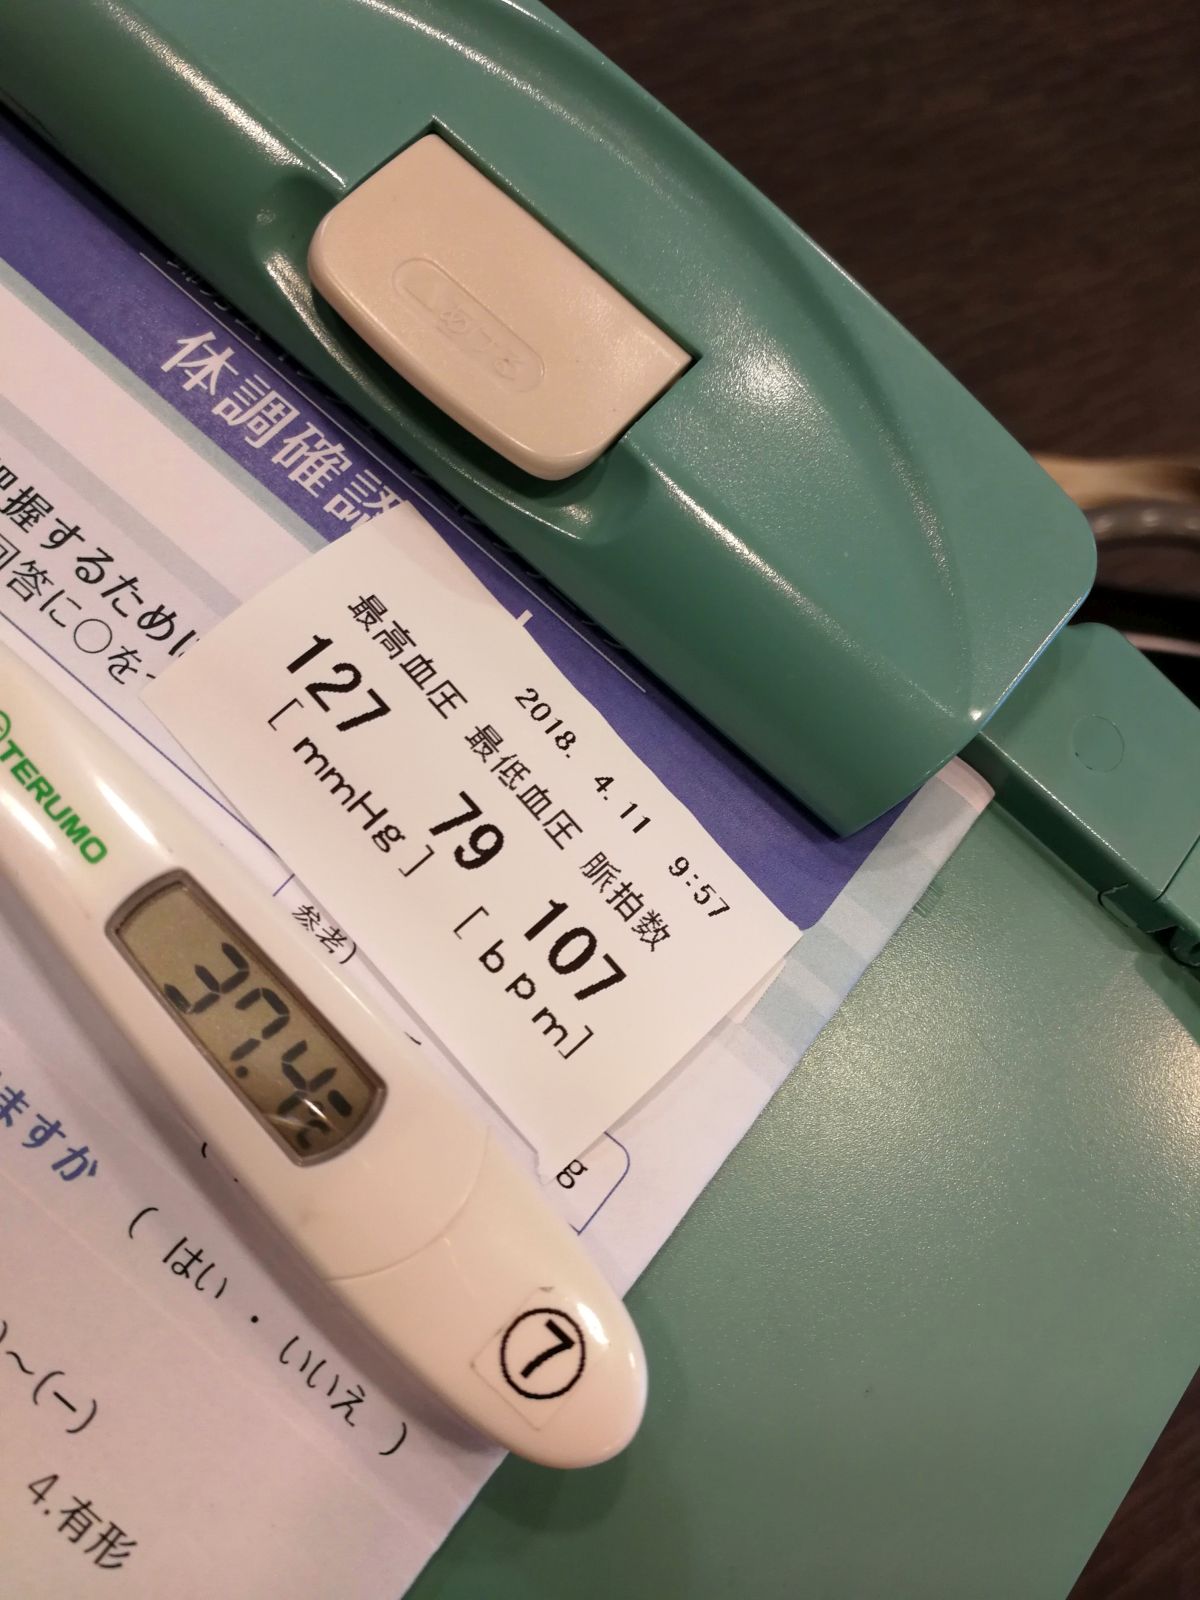 体調確認
把握するために
回答に○を
2018. 4.11 9:57
最高血圧 最低血圧 脈拍数
127 79 107
[ mmHg ] [ bpm]
TERUMO
37.4℃
参考)
ますか ( はい ・ いいえ )
g
⑦
)~(−)
4.有形